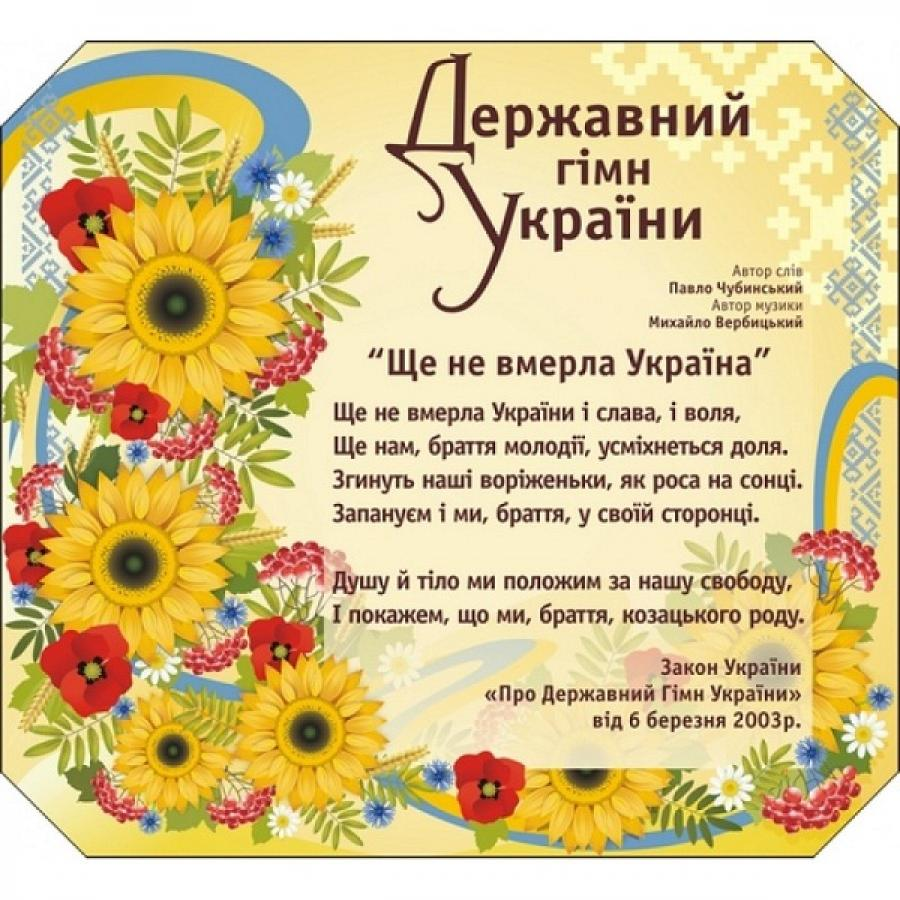 Державний
гімн
України
Автор слів
Павло Чубинський
Автор музики
Михайло Вербицький
“Ще не вмерла Україна”
Ще не вмерла України і слава, і воля,
Ще нам, браття молодії, усміхнеться доля.
Згинуть наші воріженьки, як роса на сонці.
Запануєм і ми, браття, у своїй сторонці.
Душу й тіло ми положим за нашу свободу,
І покажем, що ми, браття, козацького роду.
Закон України
«Про Державний Гімн України»
від 6 березня 2003р.